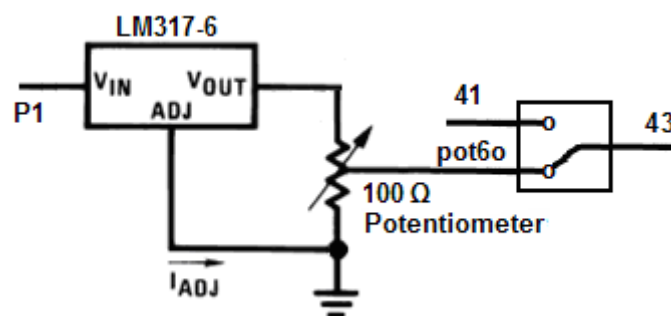 LM317-6
VIN VOUT
P1
ADJ
41
43
pot6o
100 Ω
Potentiometer
IADJ